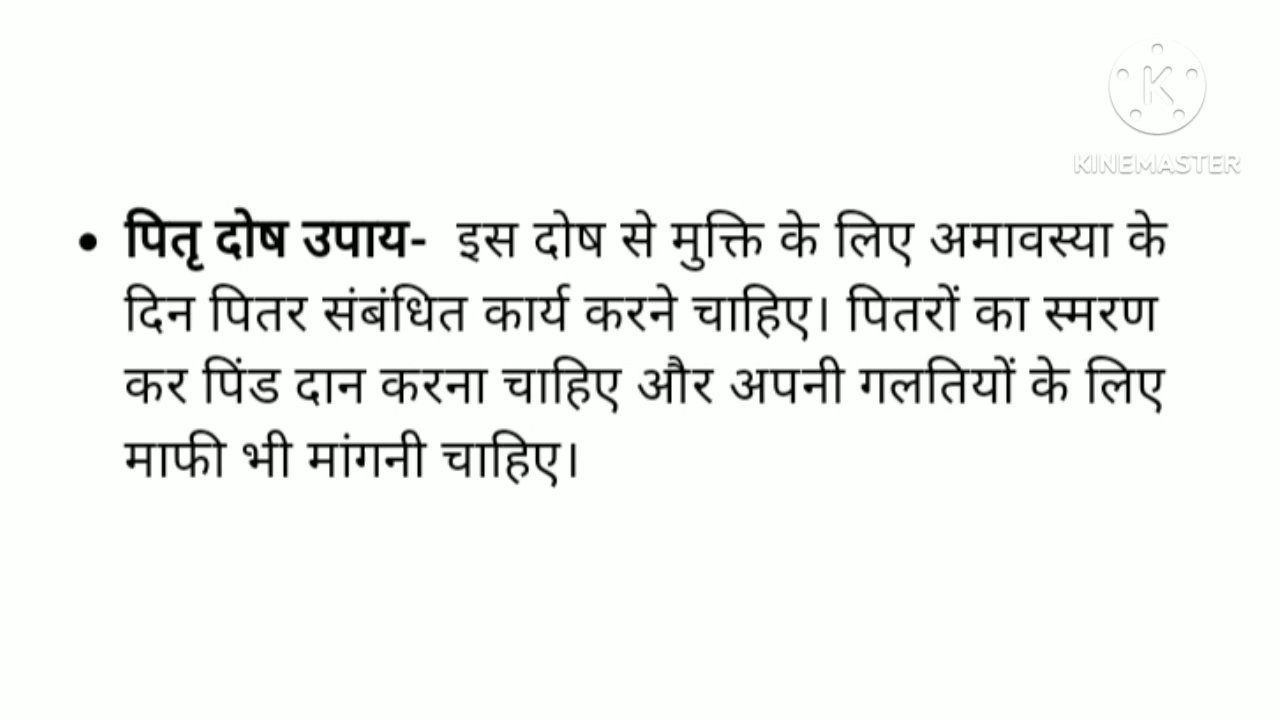 K
KINEMASTER
• पितृ दोष उपाय- इस दोष से मुक्ति के लिए अमावस्या के
दिन पितर संबंधित कार्य करने चाहिए। पितरों का स्मरण
कर पिंड दान करना चाहिए और अपनी गलतियों के लिए
माफी भी मांगनी चाहिए।